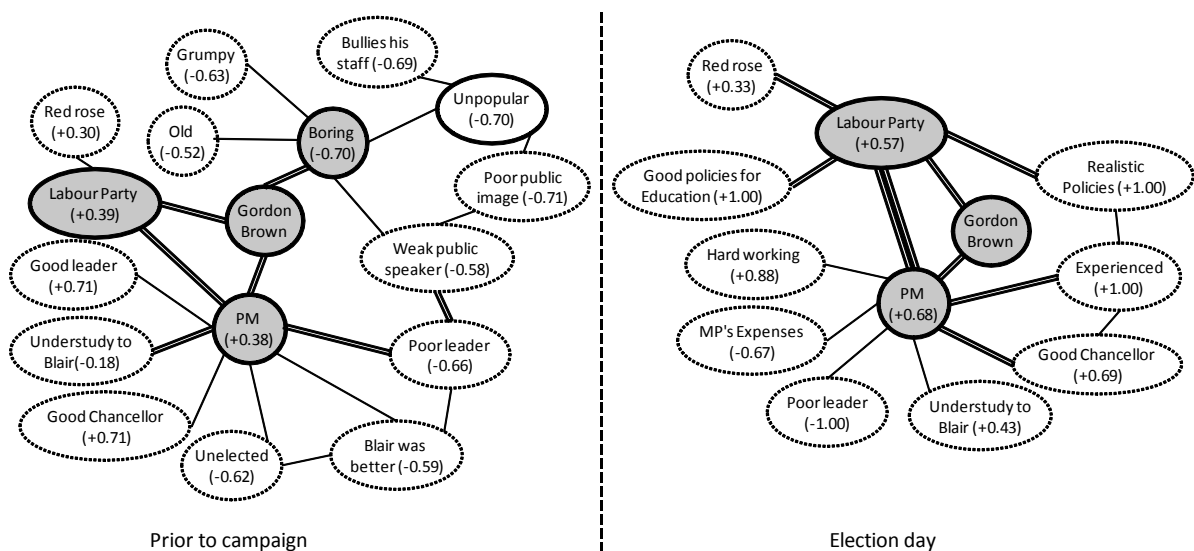 Grumpy
(-0.63)
Bullies his
staff (-0.69)
Red rose
(+0.30)
Old
(-0.52)
Boring
(-0.70)
Unpopular
(-0.70)
Labour Party
(+0.39)
Gordon
Brown
Poor public
image (-0.71)
Weak public
speaker (-0.58)
Good leader
(+0.71)
PM
(+0.38)
Understudy to
Blair(-0.18)
Poor leader
(-0.66)
Good Chancellor
(+0.71)
Unelected
(-0.62)
Blair was
better (-0.59)
Prior to campaign
Red rose
(+0.33)
Labour Party
(+0.57)
Good policies for
Education (+1.00)
Realistic
Policies (+1.00)
Gordon
Brown
Hard working
(+0.88)
Experienced
(+1.00)
PM
(+0.68)
MP's Expenses
(-0.67)
Good Chancellor
(+0.69)
Poor leader
(-1.00)
Understudy to
Blair (+0.43)
Election day